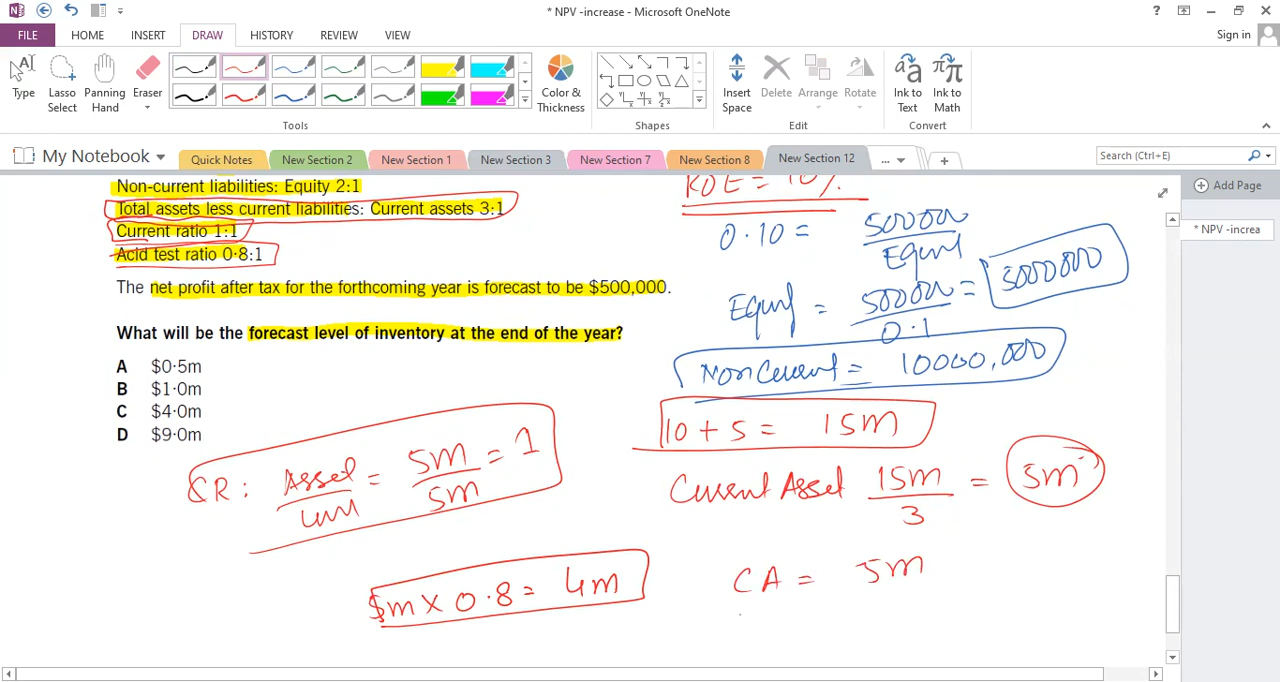 * NPV -increase - Microsoft OneNote
Sign in
FILE HOME INSERT DRAW HISTORY REVIEW VIEW
Type
Lasso Select
Panning Hand
Eraser
Color & Thickness
Insert Space
Delete
Arrange
Rotate
Ink to Text
Ink to Math
Tools
Shapes
Edit
Convert
My Notebook
Quick Notes
New Section 2
New Section 1
New Section 3
New Section 7
New Section 8
New Section 12
...
Search (Ctrl+E)
Add Page
* NPV -increa
Non-current liabilities: Equity 2:1
Total assets less current liabilities: Current assets 3:1
Current ratio 1:1
Acid test ratio 0·8:1
The net profit after tax for the forthcoming year is forecast to be $500,000.
What will be the forecast level of inventory at the end of the year?
A $0·5m
B $1·0m
C $4·0m
D $9·0m
ROE = 10%
0.10 = 500000
Equity
Equity = 500000 = 5000000
0.1
Non Current = 10000,000
10 + 5 = 15M
Current Asset 15M = 5M
3
CR: Asset = 5M = 1
5M
5m x 0.8 = 4m
CA = 5m